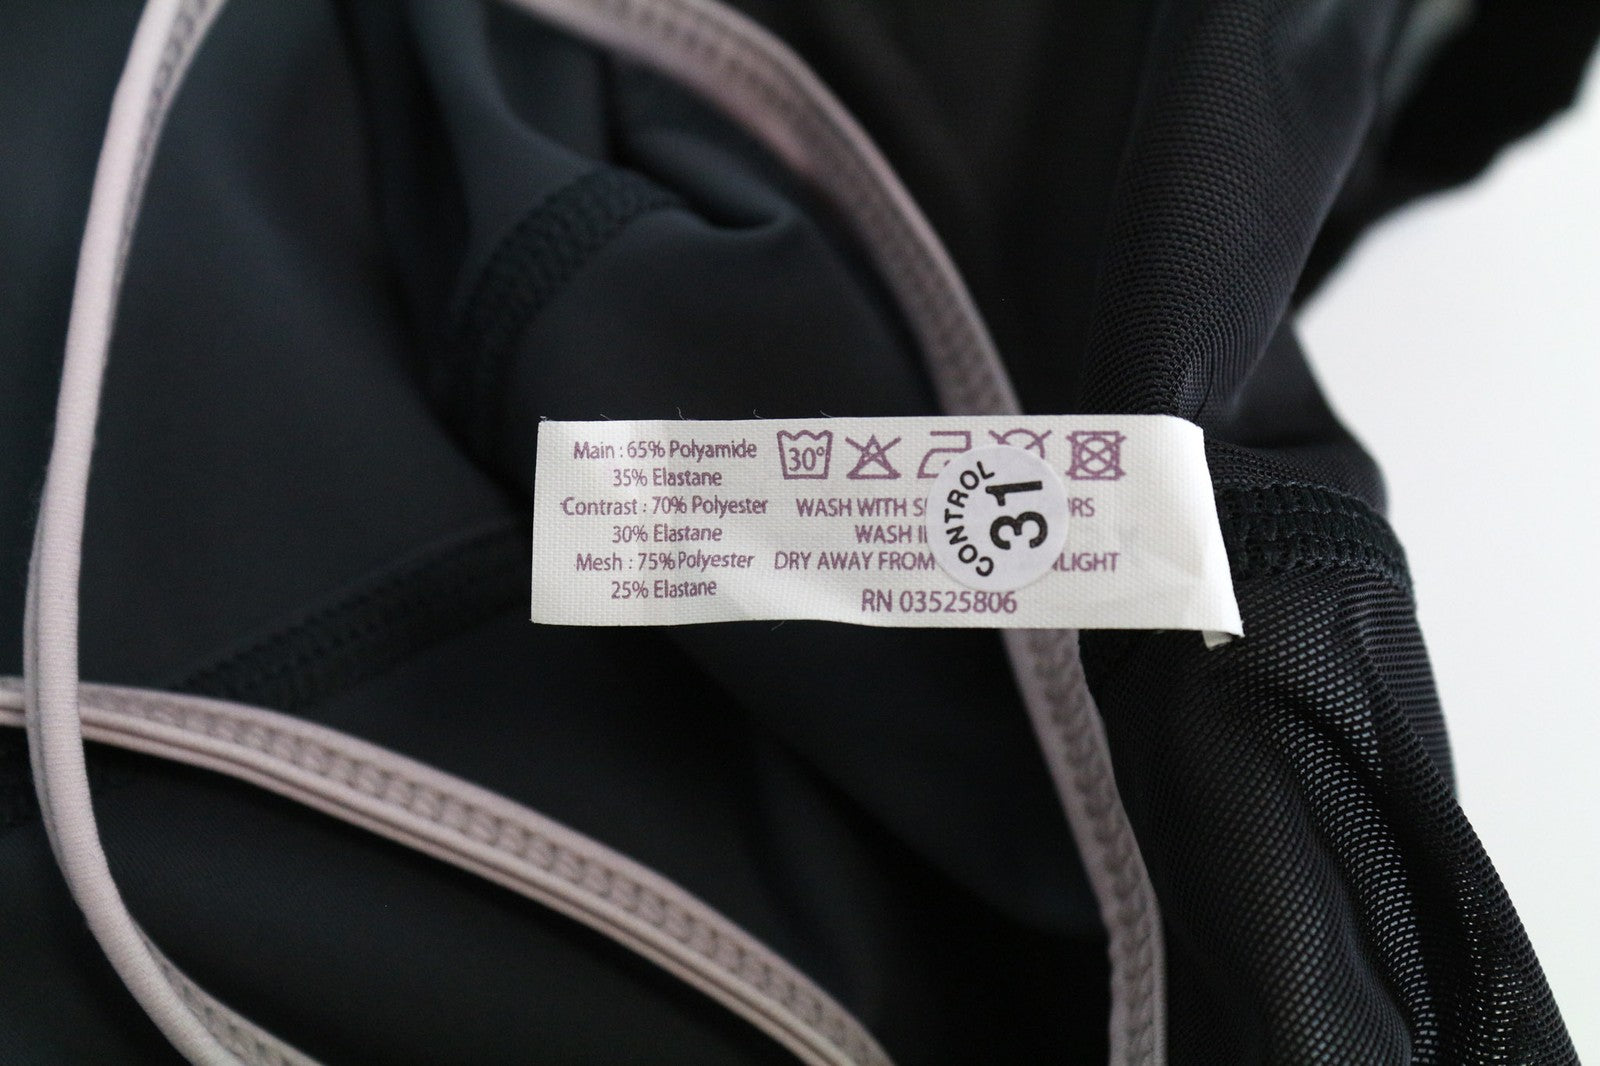 Main : 65% Polyamide
35% Elastane
Contrast : 70% Polyester
30% Elastane
Mesh : 75% Polyester
25% Elastane
30°
WASH WITH
WASH
DRY AWAY FROM
RN 03525806
CONTROL
31